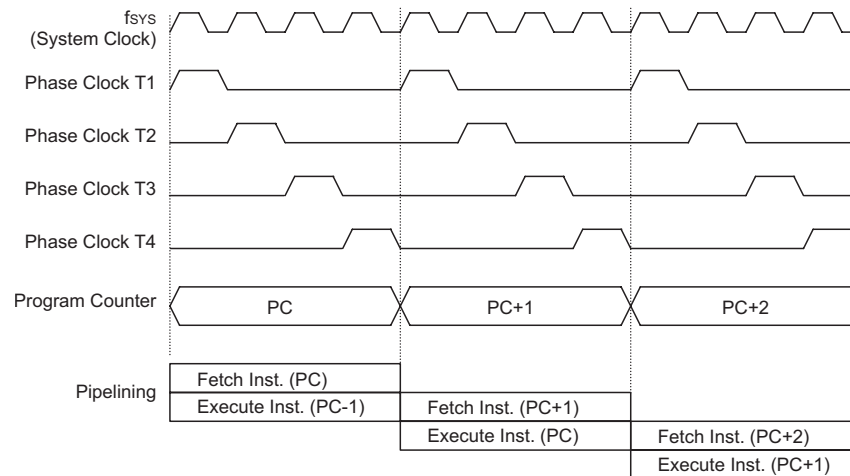 fSYS
(System Clock)
Phase Clock T1
Phase Clock T2
Phase Clock T3
Phase Clock T4
Program Counter
PC
PC+1
PC+2
Pipelining
Fetch Inst. (PC)
Execute Inst. (PC-1)
Fetch Inst. (PC+1)
Execute Inst. (PC)
Fetch Inst. (PC+2)
Execute Inst. (PC+1)